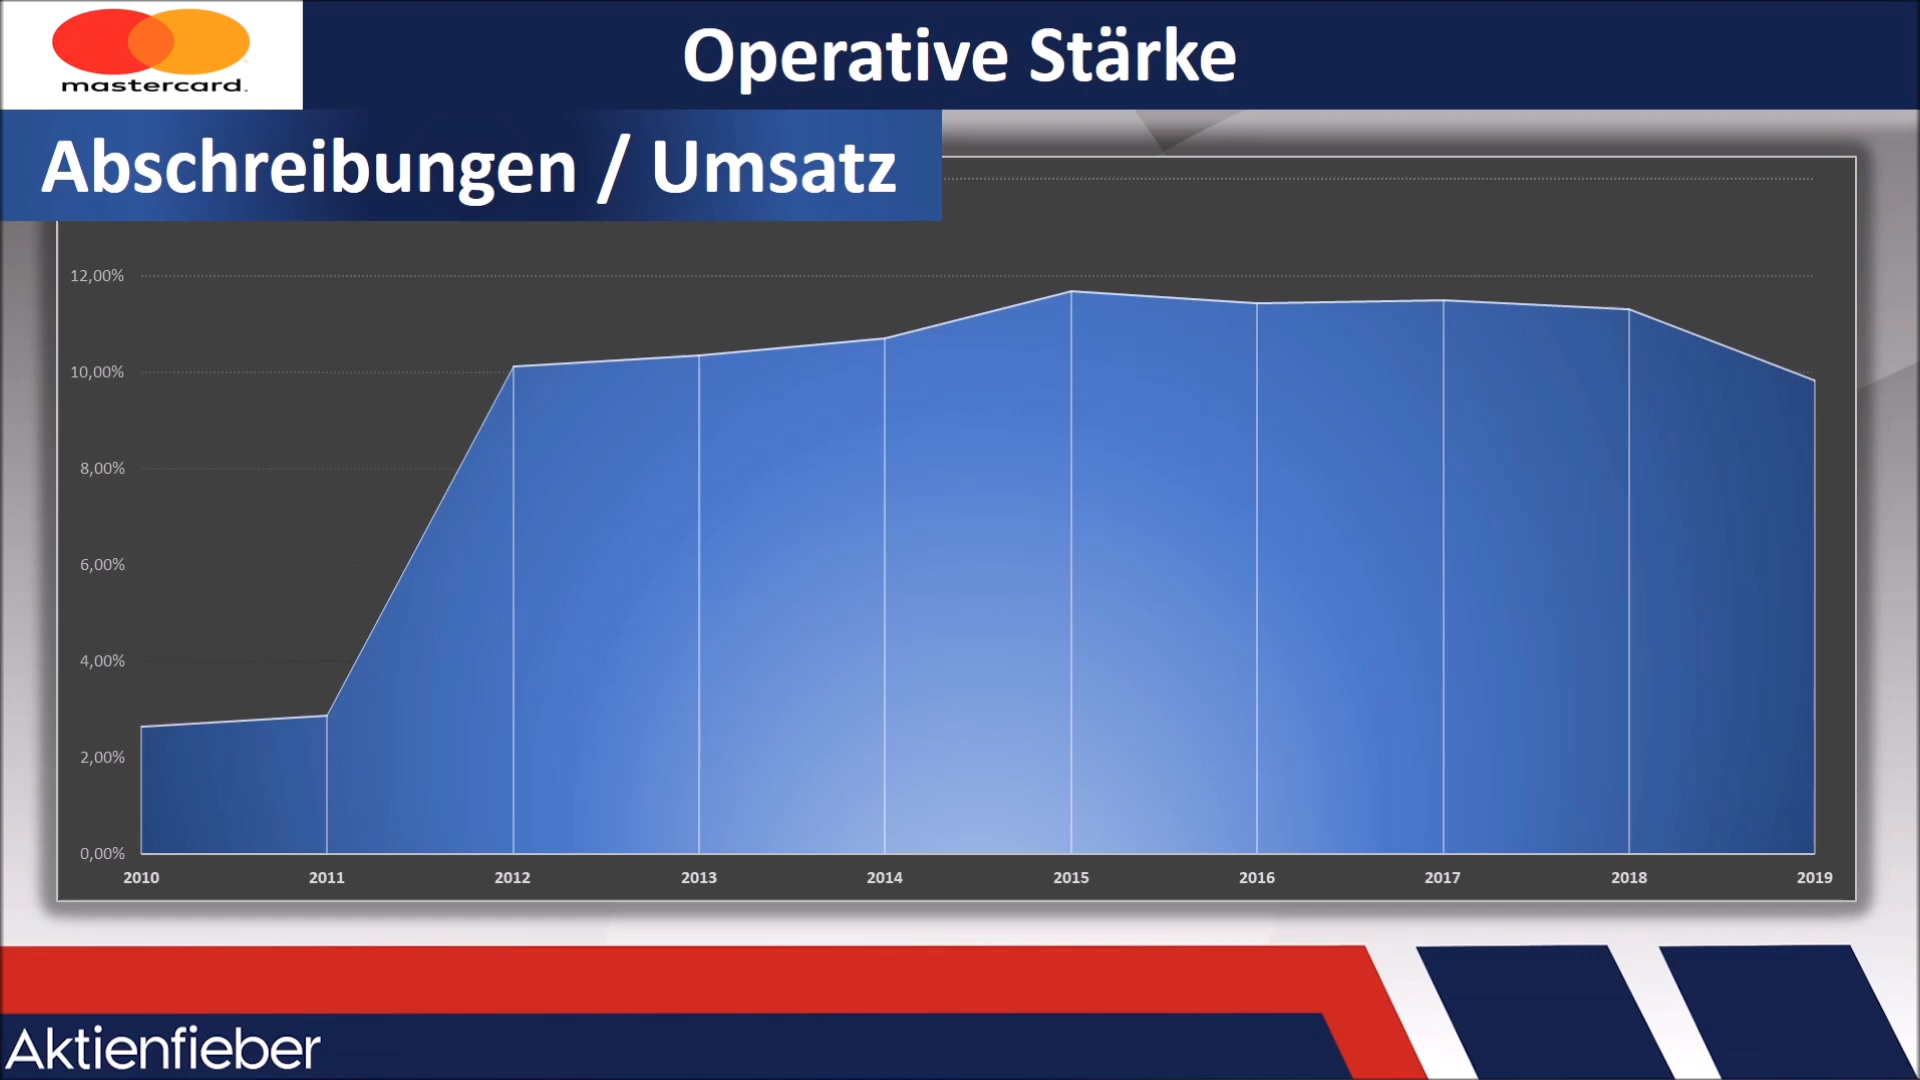 mastercard.
Operative Stärke
Abschreibungen / Umsatz
12,00%
10,00%
8,00%
6,00%
4,00%
2,00%
0,00%
2010 2011 2012 2013 2014 2015 2016 2017 2018 2019
Aktienfieber